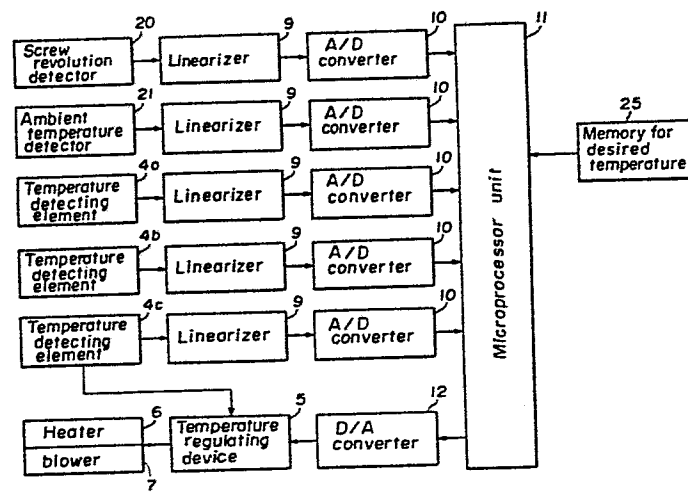 20
Screw
revolution
detector
9
Linearizer
10
A/D
converter
11
Microprocessor unit
21
Ambient
temperature
detector
9
Linearizer
10
A/D
converter
25
Memory for
desired
temperature
4a
Temperature
detecting
element
9
Linearizer
10
A/D
converter
4b
Temperature
detecting
element
9
Linearizer
10
A/D
converter
4c
Temperature
detecting
element
9
Linearizer
10
A/D
converter
6
Heater
blower
7
5
Temperature
regulating
device
12
D/A
converter